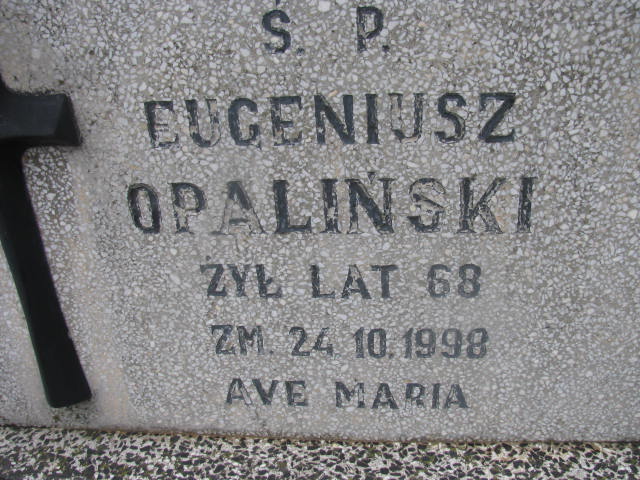 Ś. P.
EUGENIUSZ
OPALIŃSKI
ŻYŁ LAT 68
ZM. 24.10.1998
AVE MARIA